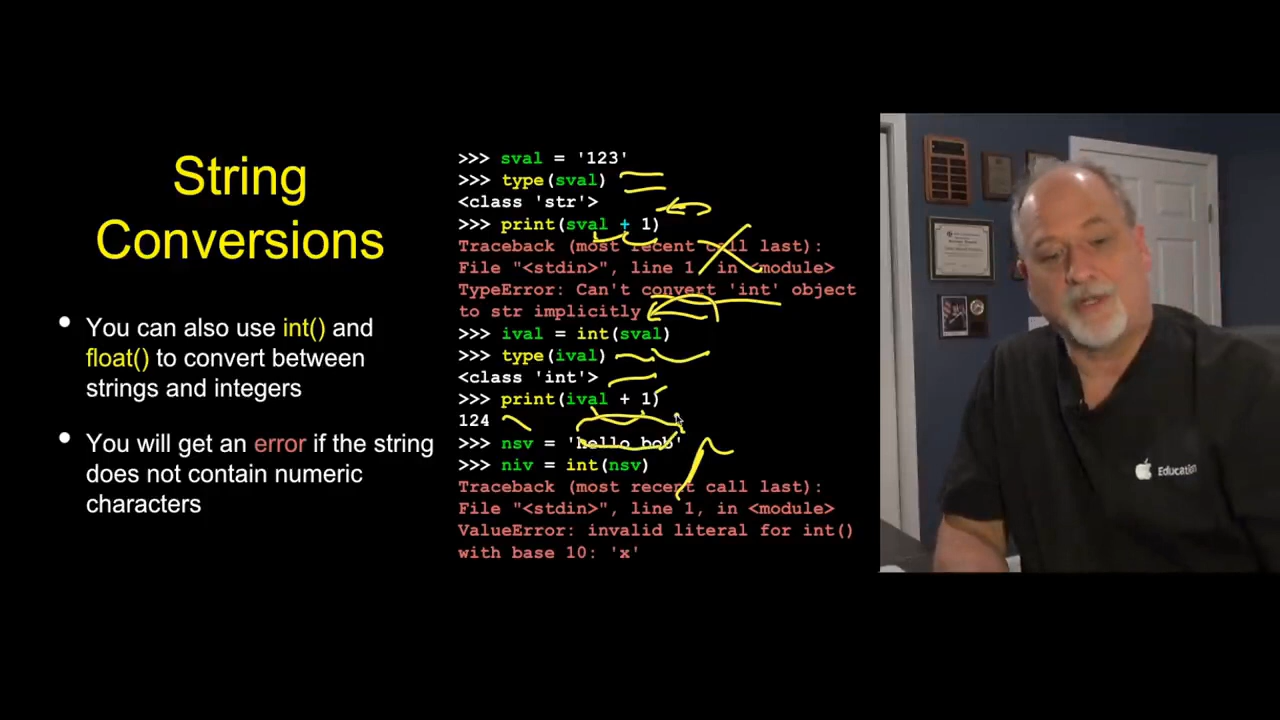 String
Conversions
• You can also use int() and
float() to convert between
strings and integers
• You will get an error if the string
does not contain numeric
characters
>>> sval = '123'
>>> type(sval)
<class 'str'>
>>> print(sval + 1)
Traceback (most recent call last):
File "<stdin>", line 1, in <module>
TypeError: Can't convert 'int' object
to str implicitly
>>> ival = int(sval)
>>> type(ival)
<class 'int'>
>>> print(ival + 1)
124
>>> nsv = 'hello bob'
>>> niv = int(nsv)
Traceback (most recent call last):
File "<stdin>", line 1, in <module>
ValueError: invalid literal for int()
with base 10: 'x'
Education